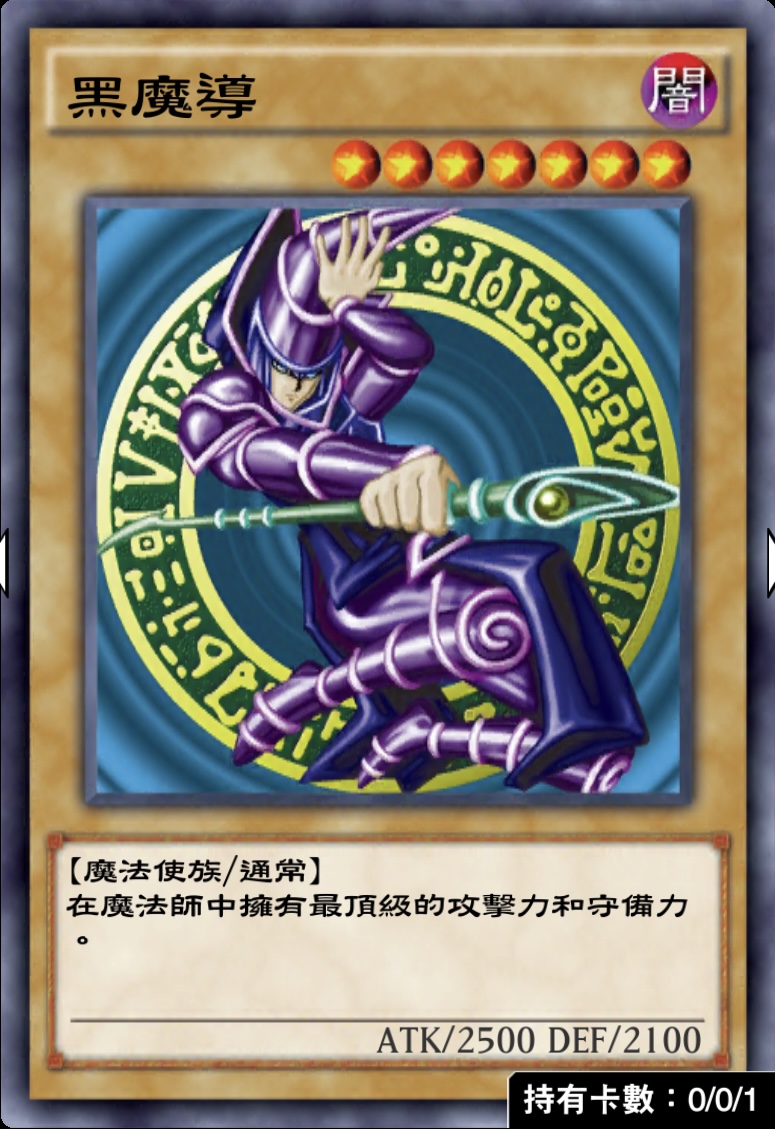 黑魔導
闇
【魔法使族/通常】
在魔法師中擁有最頂級的攻擊力和守備力
。
ATK/2500 DEF/2100
持有卡數：0/0/1